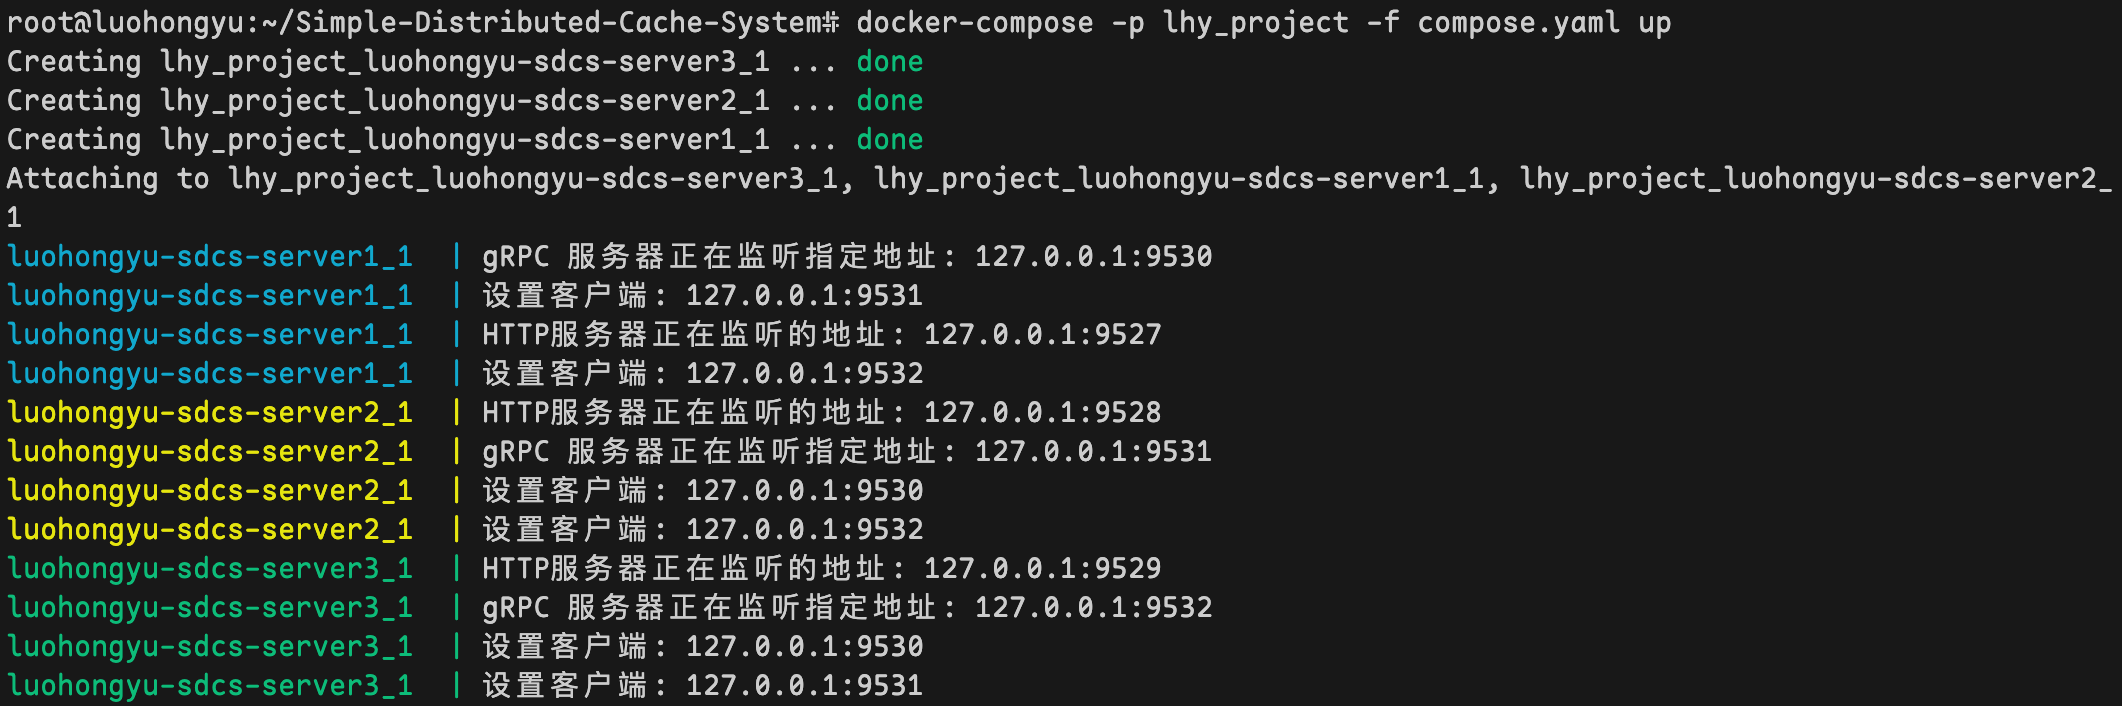 root@luohongyu:~/Simple-Distributed-Cache-System# docker-compose -p lhy_project -f compose.yaml up
Creating lhy_project_luohongyu-sdcs-server3_1 ... done
Creating lhy_project_luohongyu-sdcs-server2_1 ... done
Creating lhy_project_luohongyu-sdcs-server1_1 ... done
Attaching to lhy_project_luohongyu-sdcs-server3_1, lhy_project_luohongyu-sdcs-server1_1, lhy_project_luohongyu-sdcs-server2_
1
luohongyu-sdcs-server1_1  | gRPC 服务器正在监听指定地址: 127.0.0.1:9530
luohongyu-sdcs-server1_1  | 设置客户端: 127.0.0.1:9531
luohongyu-sdcs-server1_1  | HTTP服务器正在监听的地址: 127.0.0.1:9527
luohongyu-sdcs-server1_1  | 设置客户端: 127.0.0.1:9532
luohongyu-sdcs-server2_1  | HTTP服务器正在监听的地址: 127.0.0.1:9528
luohongyu-sdcs-server2_1  | gRPC 服务器正在监听指定地址: 127.0.0.1:9531
luohongyu-sdcs-server2_1  | 设置客户端: 127.0.0.1:9530
luohongyu-sdcs-server2_1  | 设置客户端: 127.0.0.1:9532
luohongyu-sdcs-server3_1  | HTTP服务器正在监听的地址: 127.0.0.1:9529
luohongyu-sdcs-server3_1  | gRPC 服务器正在监听指定地址: 127.0.0.1:9532
luohongyu-sdcs-server3_1  | 设置客户端: 127.0.0.1:9530
luohongyu-sdcs-server3_1  | 设置客户端: 127.0.0.1:9531